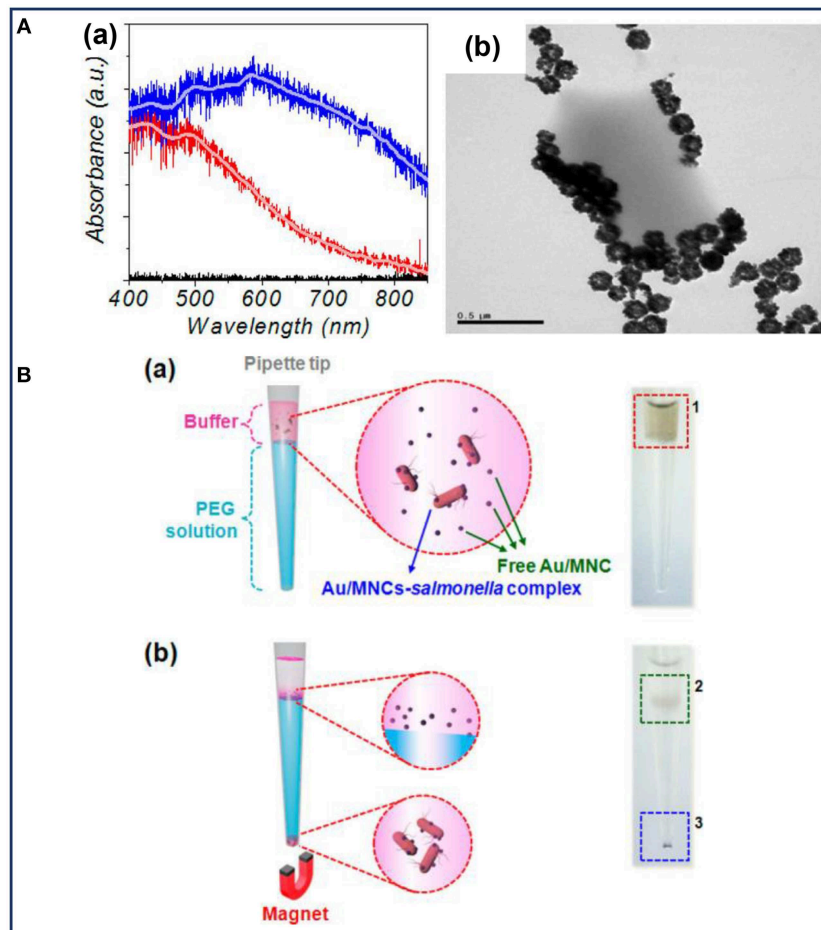 A
(a)
Absorbance (a.u.)
400 500 600 700 800
Wavelength (nm)
(b)
0.5 μm
B
(a)
Pipette tip
Buffer
PEG
solution
Free Au/MNC
Au/MNCs-salmonella complex
1
(b)
Magnet
2
3